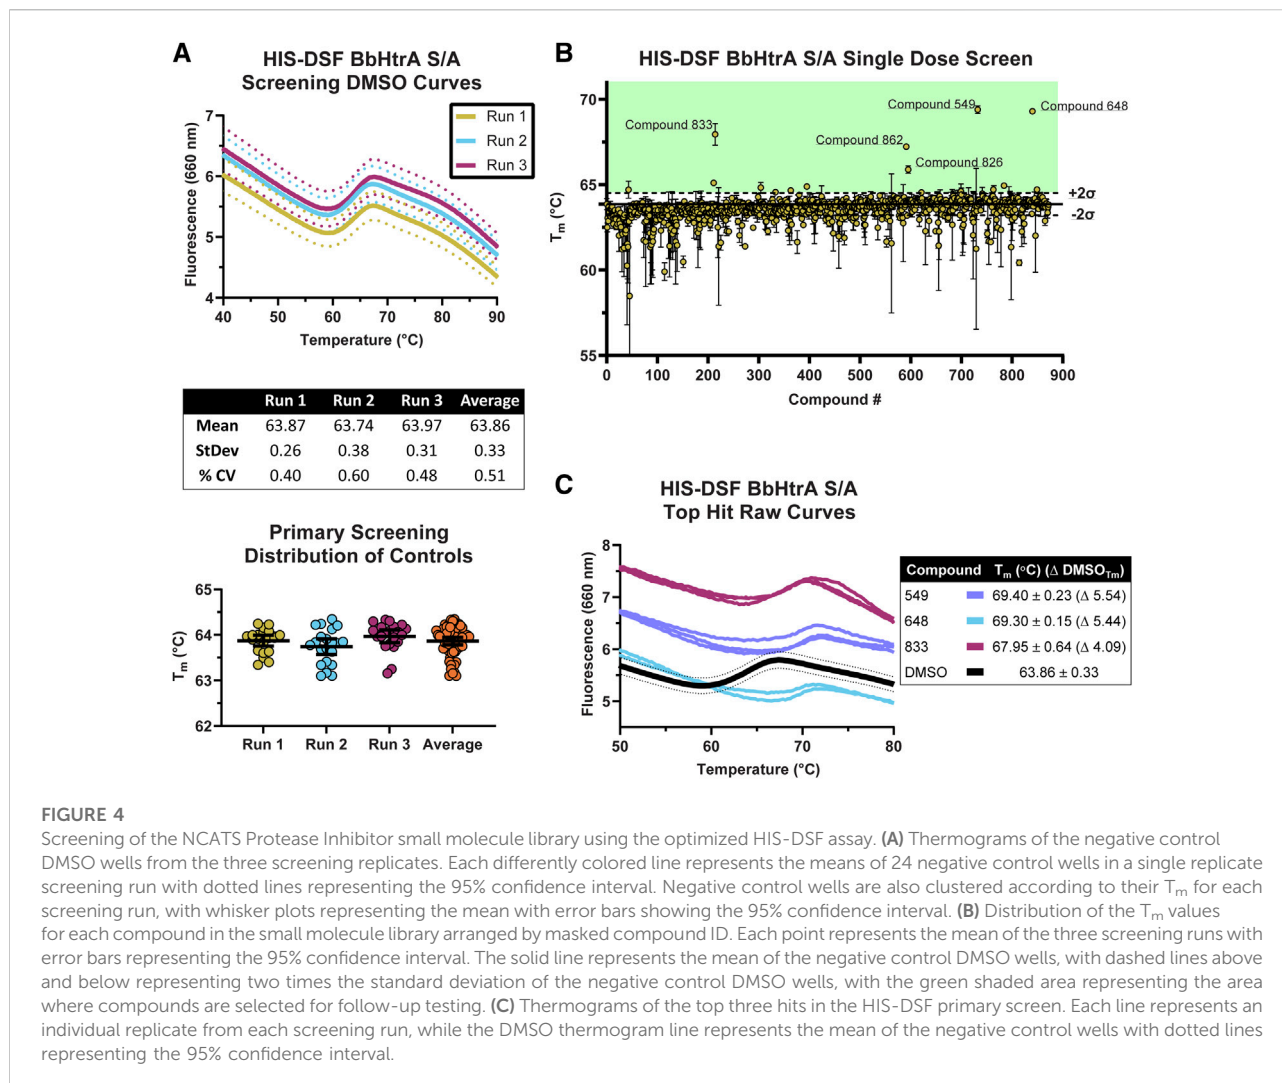 A
HIS-DSF BbHtrA S/A
Screening DMSO Curves
Run 1
Run 2
Run 3
Fluorescence (660 nm)
7
6
5
4
40
50
60
70
80
90
Temperature (°C)
Run 1 Run 2 Run 3 Average
Mean 63.87 63.74 63.97 63.86
StDev 0.26 0.38 0.31 0.33
% CV 0.40 0.60 0.48 0.51
Primary Screening
Distribution of Controls
Tm (°C)
65
64
63
62
Run 1 Run 2 Run 3 Average
B
HIS-DSF BbHtrA S/A Single Dose Screen
Tm (°C)
70
65
60
55
Compound 833
Compound 549
Compound 648
Compound 862
Compound 826
+2σ
-2σ
0 100 200 300 400 500 600 700 800 900
Compound #
C
HIS-DSF BbHtrA S/A
Top Hit Raw Curves
Fluorescence (660 nm)
8
7
6
5
50 60 70 80
Temperature (°C)
Compound Tm (°C) (Δ DMSOTm)
549 69.40 ± 0.23 (Δ 5.54)
648 69.30 ± 0.15 (Δ 5.44)
833 67.95 ± 0.64 (Δ 4.09)
DMSO 63.86 ± 0.33
FIGURE 4
Screening of the NCATS Protease Inhibitor small molecule library using the optimized HIS-DSF assay. (A) Thermograms of the negative control
DMSO wells from the three screening replicates. Each differently colored line represents the means of 24 negative control wells in a single replicate
screening run with dotted lines representing the 95% confidence interval. Negative control wells are also clustered according to their Tm for each
screening run, with whisker plots representing the mean with error bars showing the 95% confidence interval. (B) Distribution of the Tm values
for each compound in the small molecule library arranged by masked compound ID. Each point represents the mean of the three screening runs with
error bars representing the 95% confidence interval. The solid line represents the mean of the negative control DMSO wells, with dashed lines above
and below representing two times the standard deviation of the negative control DMSO wells, with the green shaded area representing the area
where compounds are selected for follow-up testing. (C) Thermograms of the top three hits in the HIS-DSF primary screen. Each line represents an
individual replicate from each screening run, while the DMSO thermogram line represents the mean of the negative control wells with dotted lines
representing the 95% confidence interval.